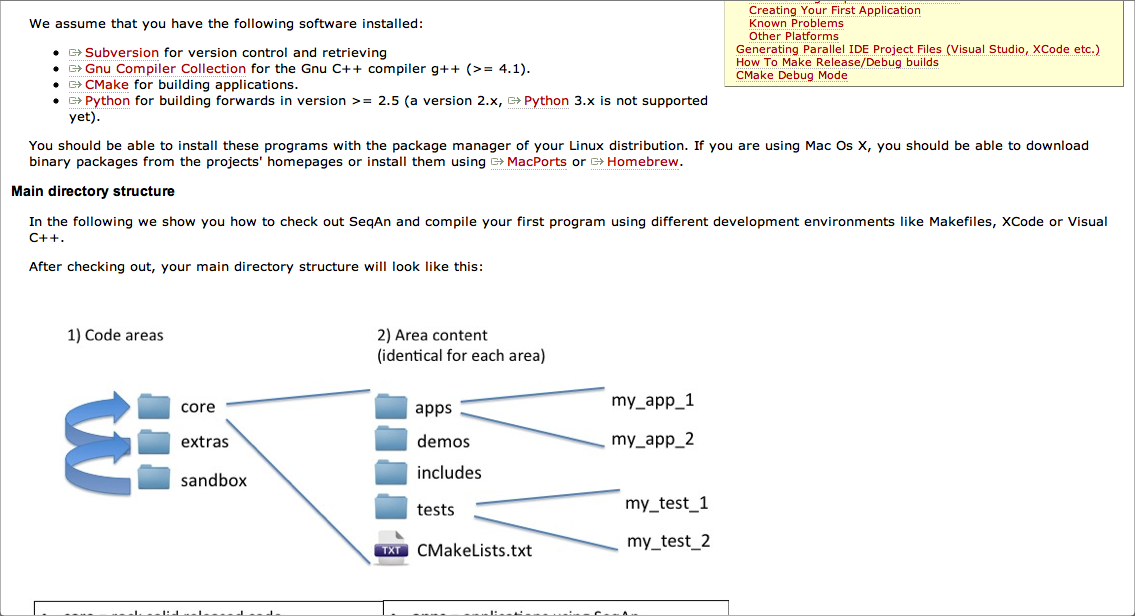 We assume that you have the following software installed:
Subversion for version control and retrieving
Gnu Compiler Collection for the Gnu C++ compiler g++ (>= 4.1).
CMake for building applications.
Python for building forwards in version >= 2.5 (a version 2.x, Python 3.x is not supported
yet).
Creating Your First Application
Known Problems
Other Platforms
Generating Parallel IDE Project Files (Visual Studio, XCode etc.)
How To Make Release/Debug builds
CMake Debug Mode
You should be able to install these programs with the package manager of your Linux distribution. If you are using Mac Os X, you should be able to download
binary packages from the projects' homepages or install them using MacPorts or Homebrew.
Main directory structure
In the following we show you how to check out SeqAn and compile your first program using different development environments like Makefiles, XCode or Visual
C++.
After checking out, your main directory structure will look like this:
1) Code areas
core
extras
sandbox
2) Area content
(identical for each area)
apps
demos
includes
tests
TXT
CMakeLists.txt
my_app_1
my_app_2
my_test_1
my_test_2